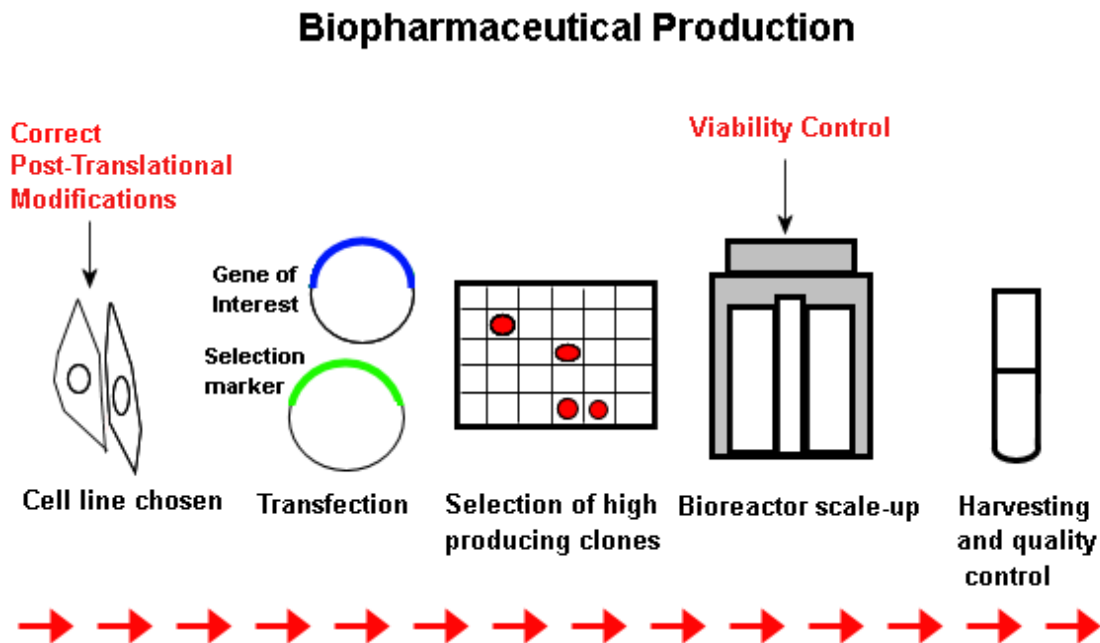 Biopharmaceutical Production
Correct
Post-Translational
Modifications
Viability Control
Gene of
Interest
Selection
marker
Cell line chosen
Transfection
Selection of high
producing clones
Bioreactor scale-up
Harvesting
and quality
control